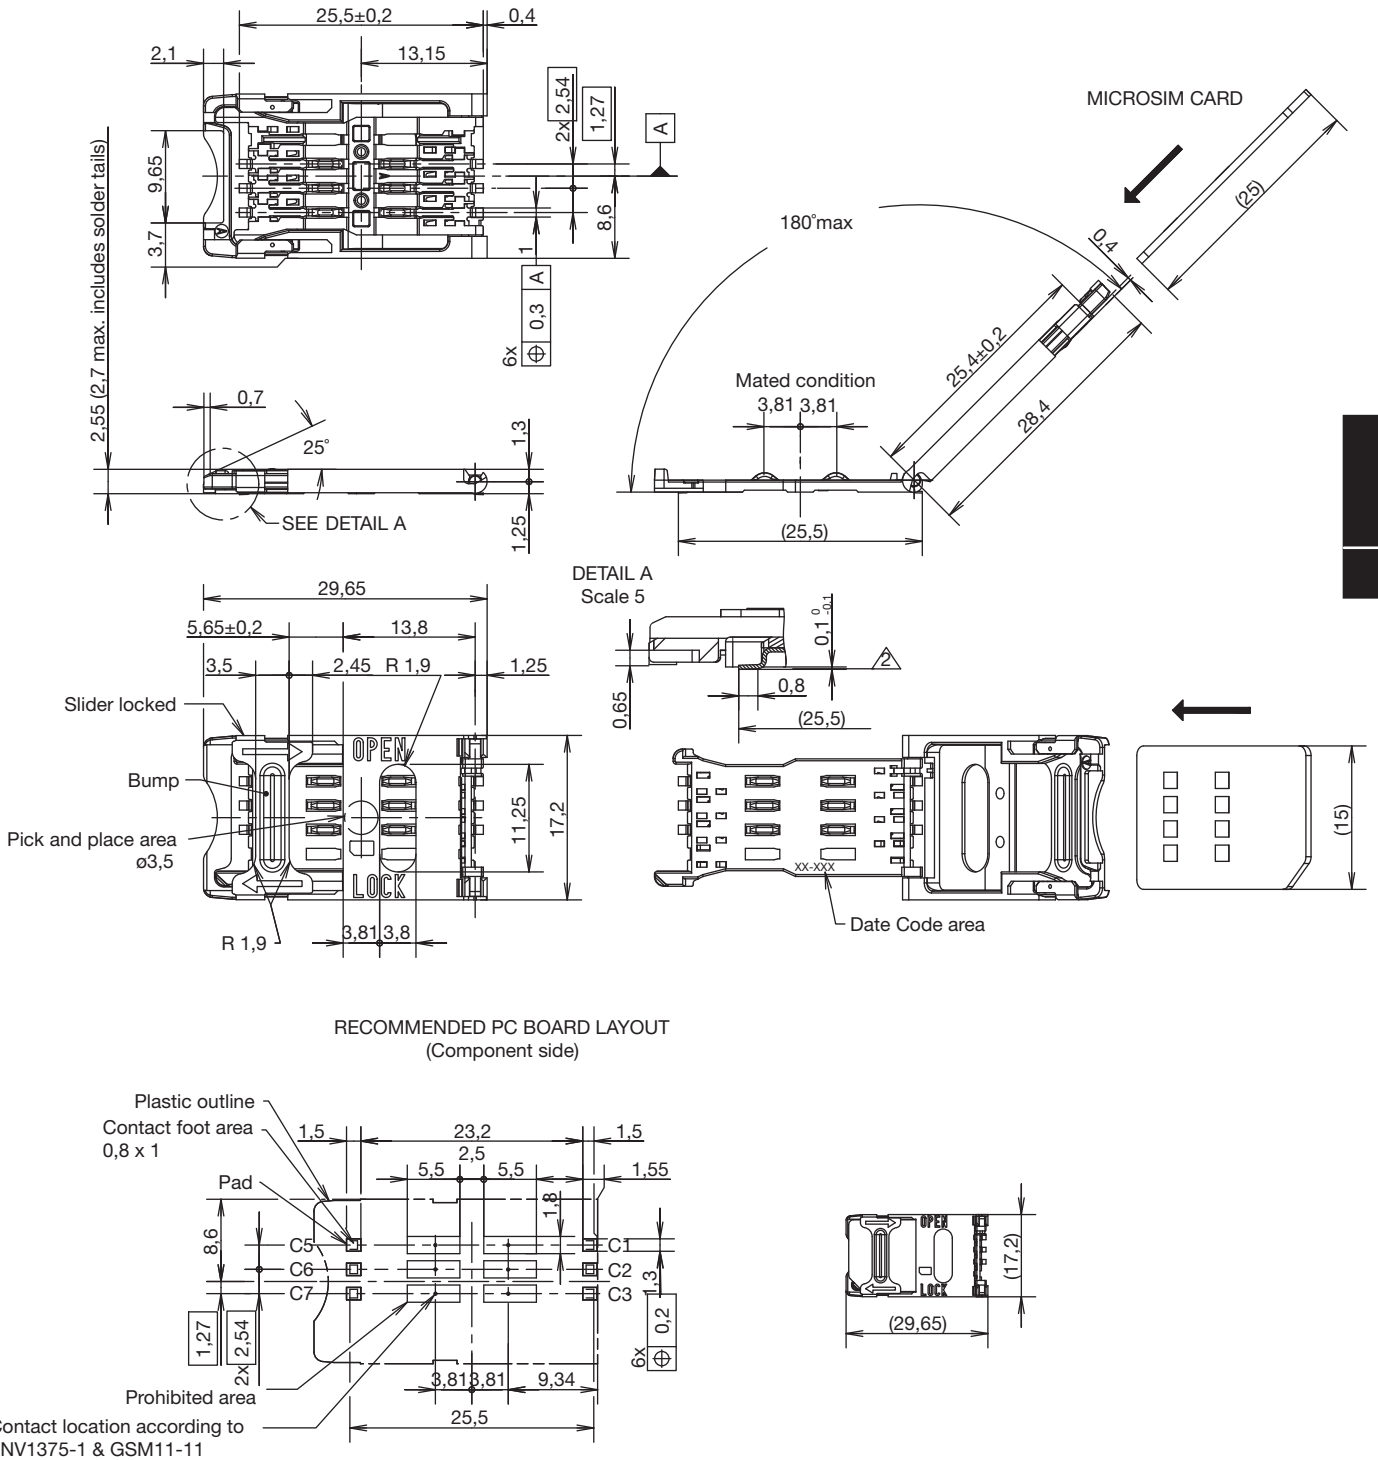 25,5±0,2
0,4
2,1
13,15
2x 2,54
1,27
A
9,65
3,7
8,6
1
6x 0,3 A
2,55 (2,7 max. includes solder tails)
MICROSIM CARD
(25)
180°max
0,4
25,4±0,2
28,4
Mated condition
3,81 3,81
(25,5)
0,7
25°
1,3
1,25
SEE DETAIL A
DETAIL A
Scale 5
0,1 0 -0,1
2
0,65
0,8
(25,5)
29,65
5,65±0,2
13,8
3,5
2,45
R 1,9
1,25
Slider locked
OPEN
Bump
Pick and place area
ø3,5
11,25
17,2
LOCK
R 1,9
3,81 3,8
XX-XXX
Date Code area
(15)
RECOMMENDED PC BOARD LAYOUT
(Component side)
Plastic outline
Contact foot area
0,8 x 1
Pad
1,5
23,2
1,5
2,5
5,5
5,5
1,55
1,8
8,6
C5
C1
C6
C2
C7
C3
1,3
1,27
2x 2,54
6x 0,2
Prohibited area
3,81 3,81
9,34
25,5
Contact location according to
NV1375-1 & GSM11-11
OPEN
LOCK
(17,2)
(29,65)